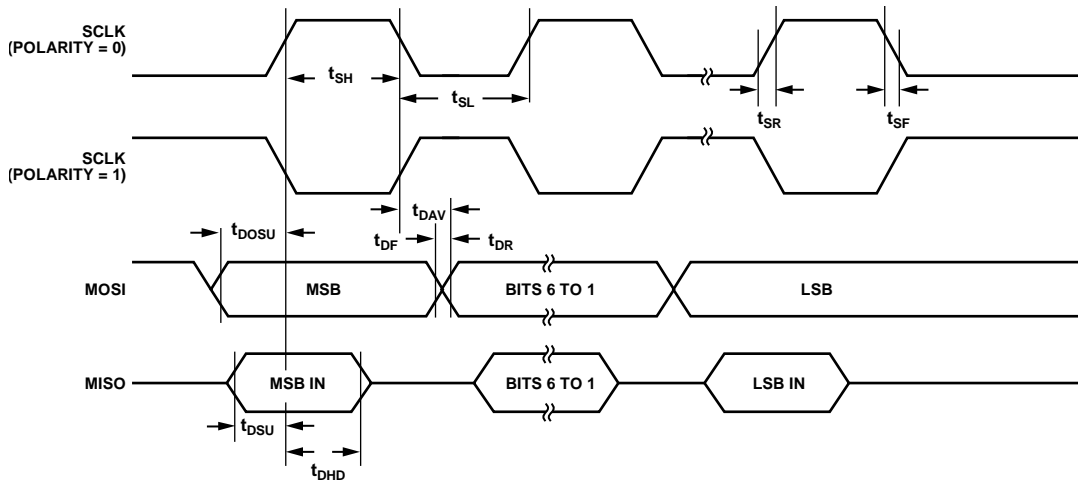 SCLK
(POLARITY = 0)
tSH
tSL
tSR
tSF
SCLK
(POLARITY = 1)
tDAV
tDOSU
tDF
tDR
MOSI
MSB
BITS 6 TO 1
LSB
MISO
MSB IN
BITS 6 TO 1
LSB IN
tDSU
tDHD